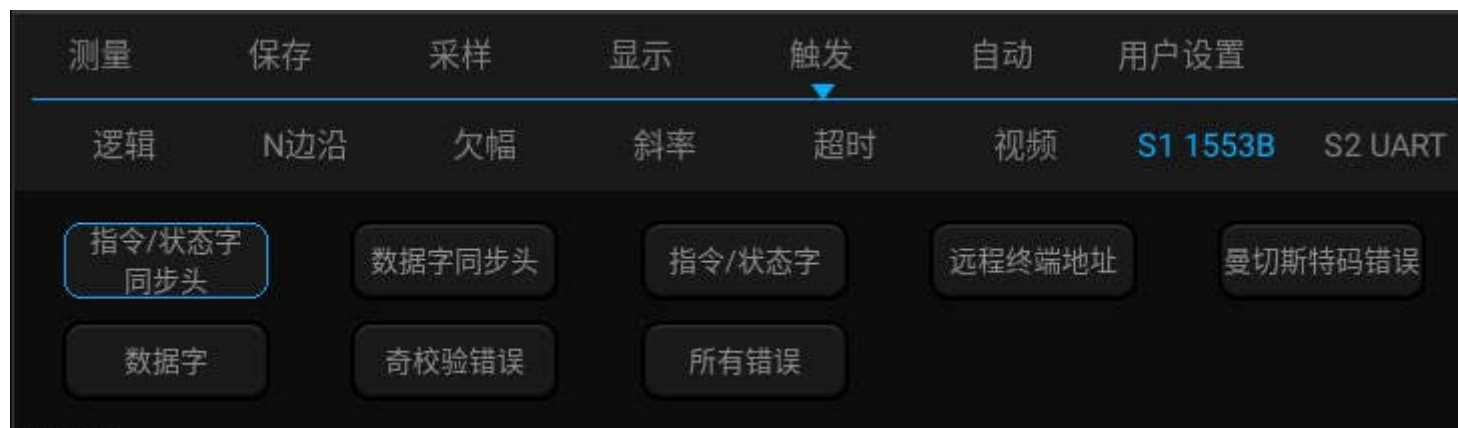 测量 保存 采样 显示 触发 自动 用户设置
逻辑 N边沿 欠幅 斜率 超时 视频 S1 1553B S2 UART
指令/状态字
同步头
数据字同步头 指令/状态字 远程终端地址 曼切斯特码错误
数据字 奇校验错误 所有错误